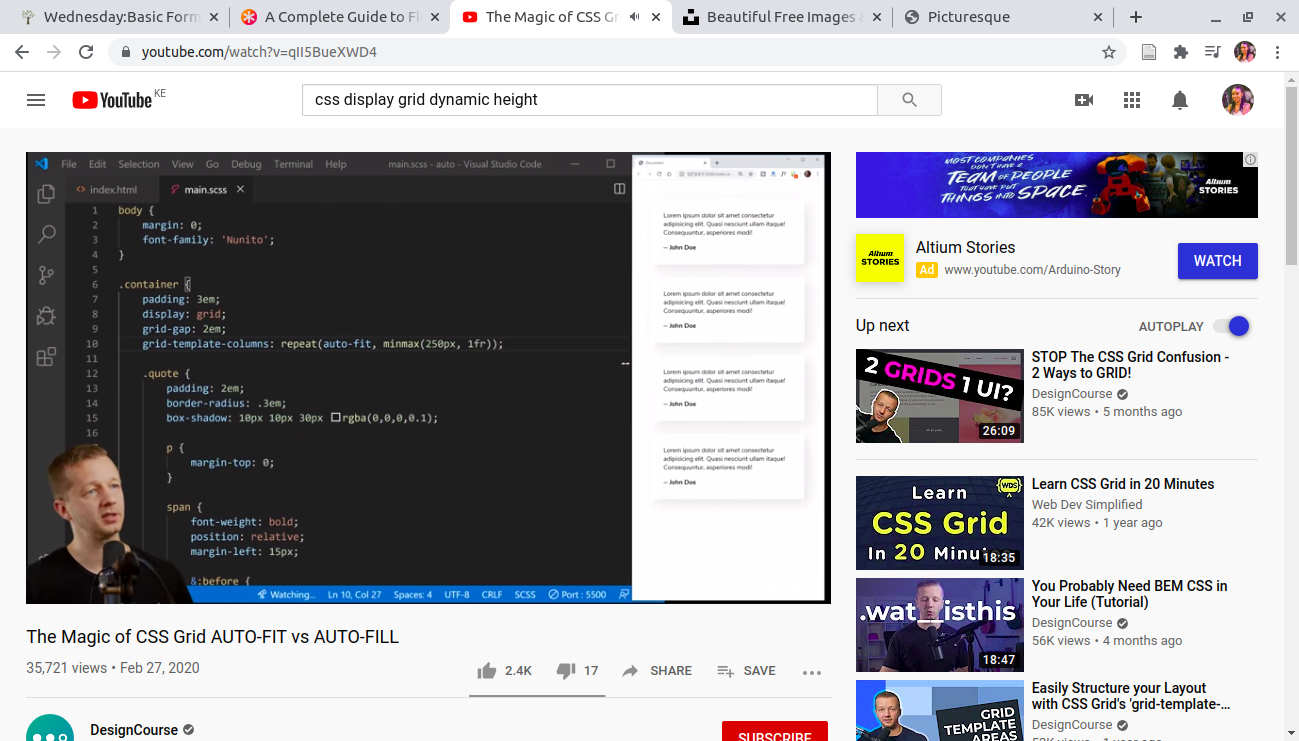 Wednesday:Basic Form
A Complete Guide to Fl
The Magic of CSS Gr
Beautiful Free Images &
Picturesque
youtube.com/watch?v=qII5BueXWD4
YouTube KE
css display grid dynamic height
File Edit Selection View Go Debug Terminal Help
main.scss - auto - Visual Studio Code
index.html
main.scss
1 body {
2 margin: 0;
3 font-family: 'Nunito';
4 }
5
6 .container {
7 padding: 3em;
8 display: grid;
9 grid-gap: 2em;
10 grid-template-columns: repeat(auto-fit, minmax(250px, 1fr));
11
12 .quote {
13 padding: 2em;
14 border-radius: .3em;
15 box-shadow: 10px 10px 30px rgba(0,0,0,0.1);
16
p {
margin-top: 0;
}
span {
font-weight: bold;
position: relative;
margin-left: 15px;
&:before {
Watching... Ln 10, Col 27 Spaces: 4 UTF-8 CRLF SCSS Port : 5500
Document
Lorem ipsum dolor sit amet consectetur
adipisicing elit. Quasi nesciunt ullam itaque!
Consequuntur, asperiores modi!
– John Doe
Lorem ipsum dolor sit amet consectetur
adipisicing elit. Quasi nesciunt ullam itaque!
Consequuntur, asperiores modi!
– John Doe
Lorem ipsum dolor sit amet consectetur
adipisicing elit. Quasi nesciunt ullam itaque!
Consequuntur, asperiores modi!
– John Doe
Lorem ipsum dolor sit amet consectetur
adipisicing elit. Quasi nesciunt ullam itaque!
Consequuntur, asperiores modi!
– John Doe
The Magic of CSS Grid AUTO-FIT vs AUTO-FILL
35,721 views • Feb 27, 2020
2.4K
17
SHARE
SAVE
DesignCourse
SUBSCRIBE
MOST COMPANIES
DON'T HAVE A
TEAM OF PEOPLE
THAT HAVE PUT
THINGS INTO SPACE.
Altium
STORIES
Altium
STORIES
Altium Stories
Ad www.youtube.com/Arduino-Story
WATCH
Up next
AUTOPLAY
2 GRIDS 1 UI?
26:09
STOP The CSS Grid Confusion -
2 Ways to GRID!
DesignCourse
85K views • 5 months ago
WDS
Learn
CSS Grid
In 20 Minu
18:35
Learn CSS Grid in 20 Minutes
Web Dev Simplified
42K views • 1 year ago
.wat__isthis
18:47
You Probably Need BEM CSS in
Your Life (Tutorial)
DesignCourse
56K views • 4 months ago
GRID
TEMPLATE
AREAS
Easily Structure your Layout
with CSS Grid's 'grid-template-...
DesignCourse